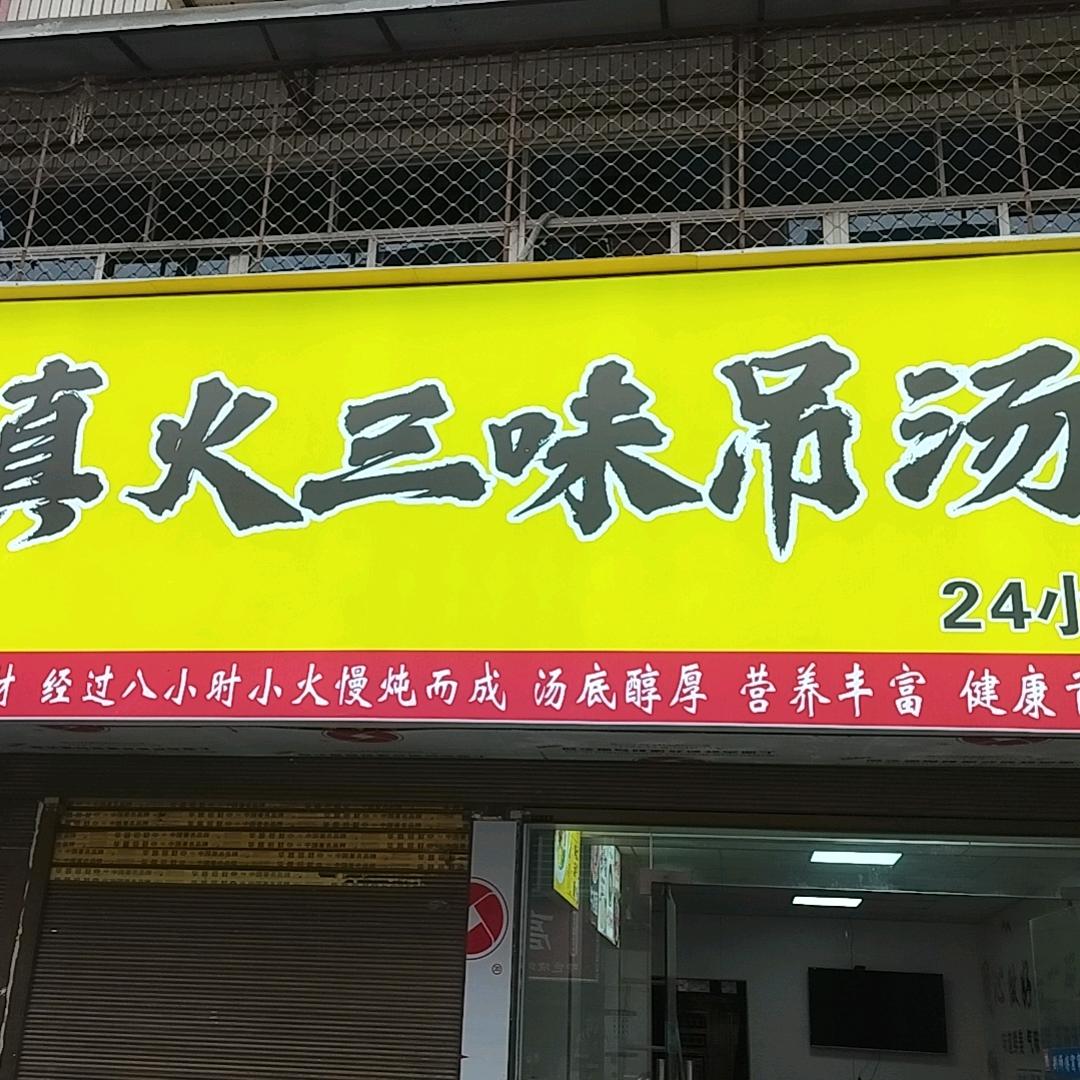 真火三味吊汤
24小
材 经过八小时小火慢炖而成 汤底醇厚 营养丰富 健康